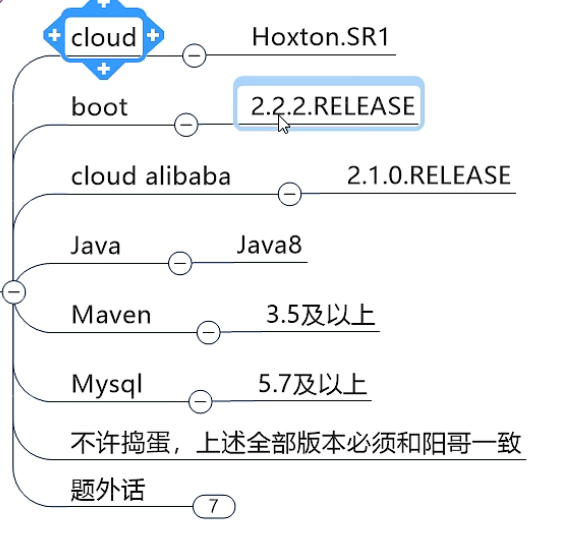 cloud Hoxton.SR1
boot 2.2.2.RELEASE
cloud alibaba 2.1.0.RELEASE
Java Java8
Maven 3.5及以上
Mysql 5.7及以上
不许捣蛋，上述全部版本必须和阳哥一致
题外话 7